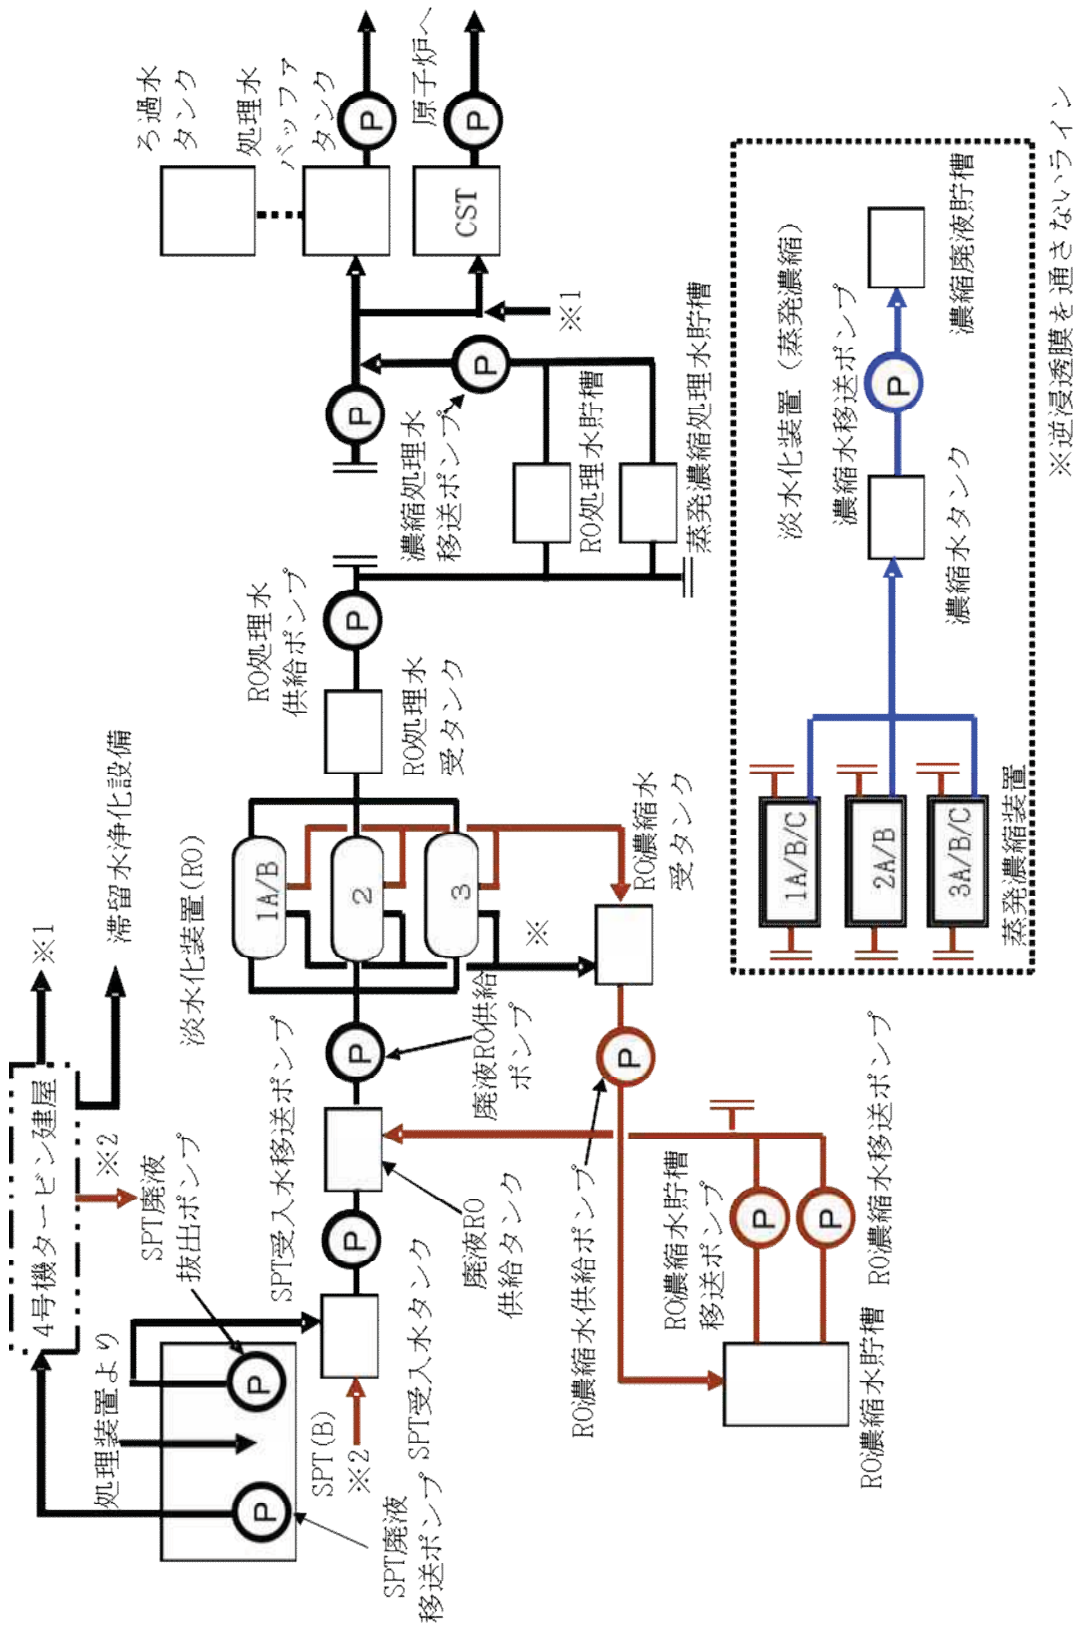 処理装置より
4号機タービン建屋
※1
滞留水浄化設備
※2
SPT廃液
抜出ポンプ
P
P
SPT廃液
移送ポンプ
SPT(B)
※2
SPT受入水タンク
P
SPT受入水移送ポンプ
廃液RO
供給タンク
P
廃液RO供給
ポンプ
淡水化装置(RO)
1A/B
2
3
※
RO濃縮水
受タンク
P
RO濃縮水供給ポンプ
RO濃縮水貯槽
RO濃縮水貯槽
移送ポンプ
P
P
RO濃縮水移送ポンプ
RO処理水
受タンク
RO処理水
供給ポンプ
P
RO処理水貯槽
蒸発濃縮処理水貯槽
濃縮処理水
移送ポンプ
P
P
※1
ろ過水
タンク
処理水
バッファ
タンク
P
CST
P
原子炉へ
淡水化装置（蒸発濃縮）
1A/B/C
2A/B
3A/B/C
蒸発濃縮装置
濃縮水タンク
濃縮水移送ポンプ
P
濃縮廃液貯槽
※逆浸透膜を通さないライン